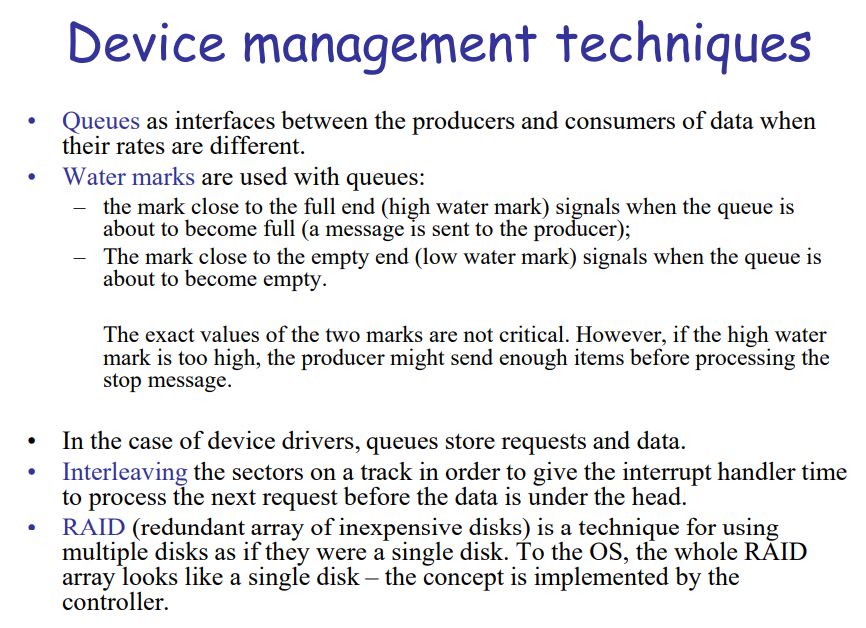 Device management techniques
• Queues as interfaces between the producers and consumers of data when
their rates are different.
• Water marks are used with queues:
– the mark close to the full end (high water mark) signals when the queue is
about to become full (a message is sent to the producer);
– The mark close to the empty end (low water mark) signals when the queue is
about to become empty.
The exact values of the two marks are not critical. However, if the high water
mark is too high, the producer might send enough items before processing the
stop message.
• In the case of device drivers, queues store requests and data.
• Interleaving the sectors on a track in order to give the interrupt handler time
to process the next request before the data is under the head.
• RAID (redundant array of inexpensive disks) is a technique for using
multiple disks as if they were a single disk. To the OS, the whole RAID
array looks like a single disk – the concept is implemented by the
controller.